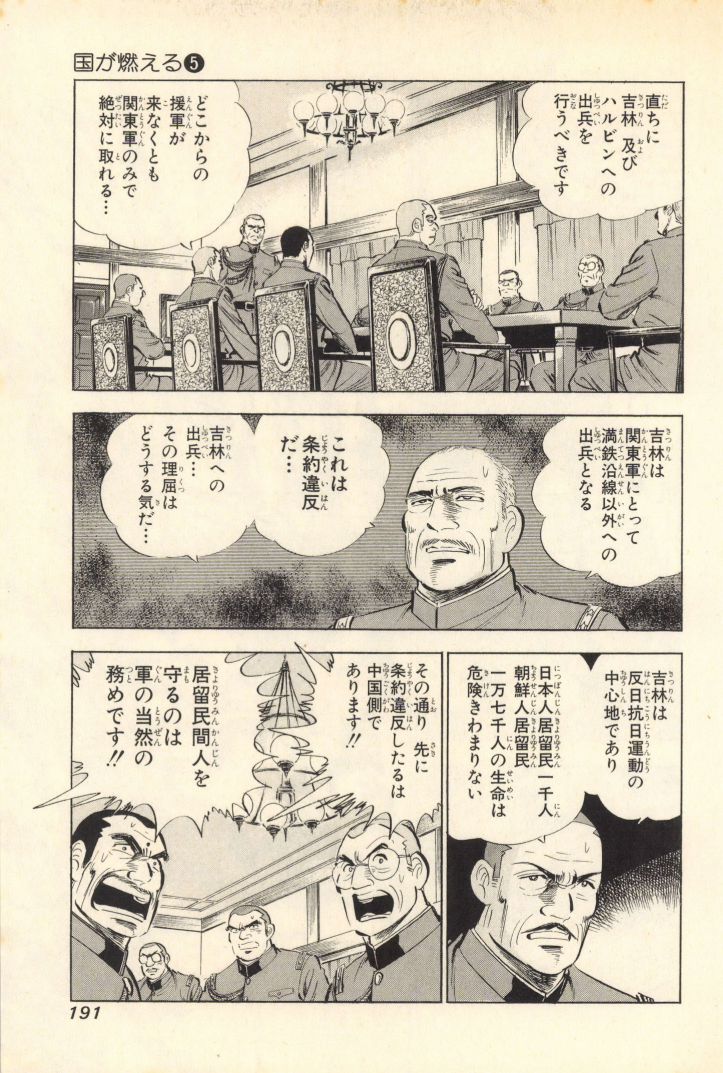 国が燃える❺
直ちに
吉林 及び
ハルビンへの
出兵を
行うべきです
どこからの
援軍が
来なくとも
関東軍のみで
絶対に取れる…
吉林は
関東軍にとって
満鉄沿線以外への
出兵となる
これは
条約違反
だ…
吉林への
出兵…
その理屈は
どうする気だ…
吉林は
反日抗日運動の
中心地であり
日本人居留民一千人
朝鮮人居留民
一万七千人の生命は
危険きわまりない
その通り 先に
条約違反したるは
中国側で
あります!!
居留民間人を
守るのは
軍の当然の
務めです!!
191